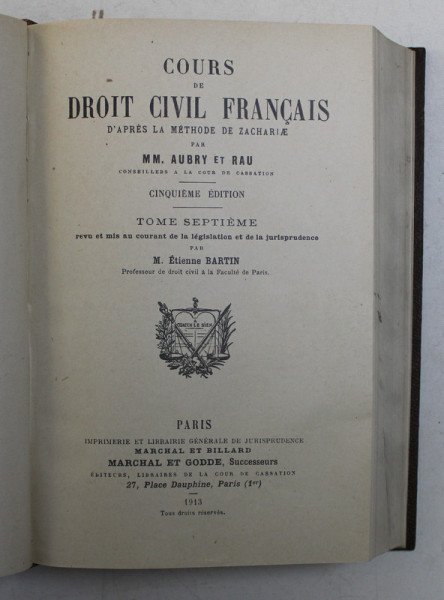 COURS
DE
DROIT CIVIL FRANÇAIS
D'APRÈS LA MÉTHODE DE ZACHARIÆ
PAR
MM. AUBRY ET RAU
CONSEILLERS A LA COUR DE CASSATION
CINQUIÈME ÉDITION
TOME SEPTIÈME
revu et mis au courant de la législation et de la jurisprudence
PAR
M. Étienne BARTIN
Professeur de droit civil à la Faculté de Paris.
PARIS
IMPRIMERIE ET LIBRAIRIE GÉNÉRALE DE JURISPRUDENCE
MARCHAL ET BILLARD
MARCHAL ET GODDE, Successeurs
ÉDITEURS, LIBRAIRES DE LA COUR DE CASSATION
27, Place Dauphine, Paris (1er)
1913
Tous droits réservés.